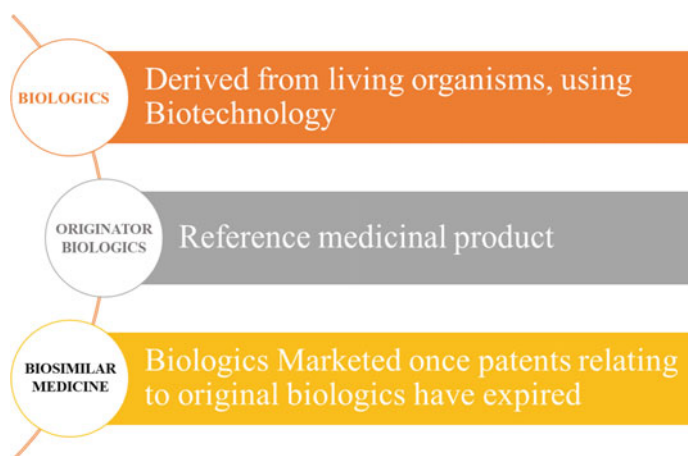 BIOLOGICS
Derived from living organisms, using
Biotechnology
ORIGINATOR
BIOLOGICS
Reference medicinal product
BIOSIMILAR
MEDICINE
Biologics Marketed once patents relating
to original biologics have expired